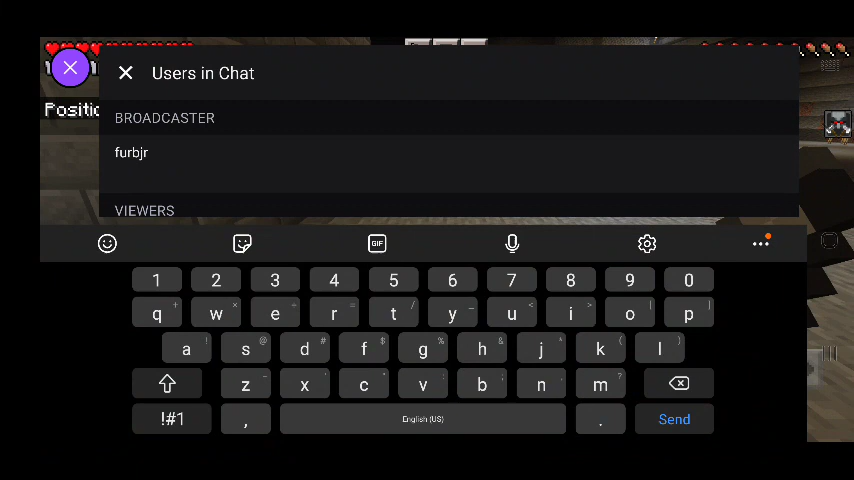 Users in Chat
Positio
BROADCASTER
furbjr
VIEWERS
GIF
1 2 3 4 5 6 7 8 9 0
q w e r t y u i o p
a s d f g h j k l
z x c v b n m
!#1 , English (US) . Send